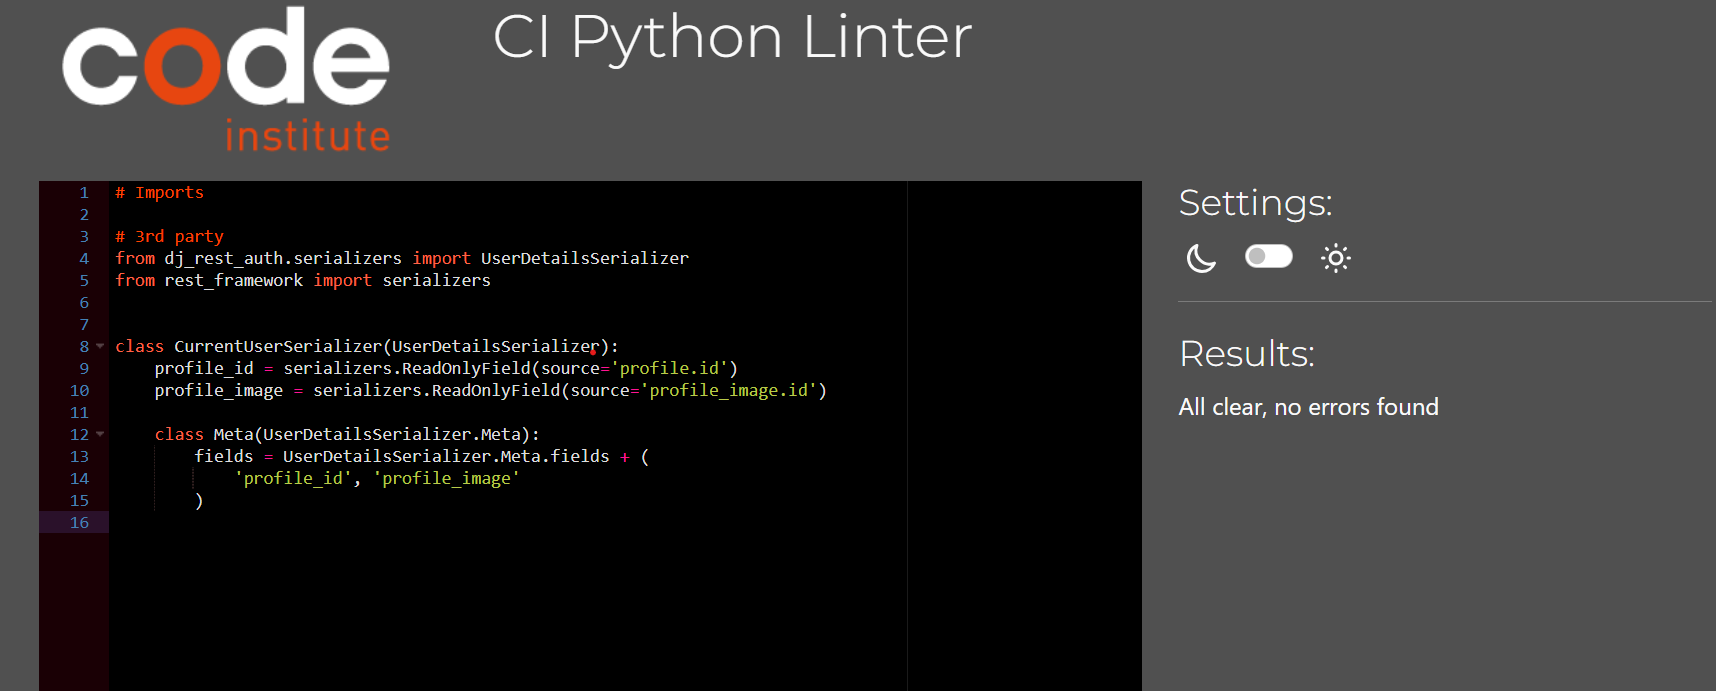 code
institute
CI Python Linter
1 # Imports
2
3 # 3rd party
4 from dj_rest_auth.serializers import UserDetailsSerializer
5 from rest_framework import serializers
6
7
8 class CurrentUserSerializer(UserDetailsSerializer):
9     profile_id = serializers.ReadOnlyField(source='profile.id')
10     profile_image = serializers.ReadOnlyField(source='profile_image.id')
11
12     class Meta(UserDetailsSerializer.Meta):
13         fields = UserDetailsSerializer.Meta.fields + (
14             'profile_id', 'profile_image'
15         )
16
Settings:
Results:
All clear, no errors found